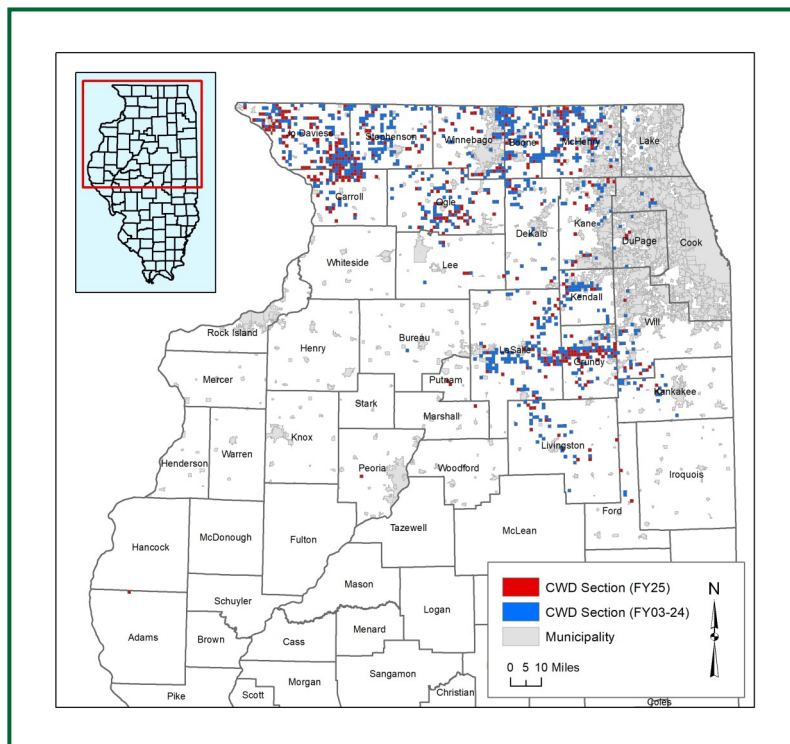 Jo Daviess
Stephenson
Winnebago
Boone
McHenry
Lake
Carroll
Ogle
DeKalb
Kane
DuPage
Cook
Whiteside
Lee
Kendall
Will
Rock Island
Henry
Bureau
LaSalle
Grundy
Mercer
Putnam
Kankakee
Stark
Marshall
Knox
Henderson
Warren
Peoria
Woodford
Livingston
Iroquois
Ford
Hancock
McDonough
Fulton
Tazewell
McLean
Mason
Schuyler
Logan
Adams
Brown
Cass
Menard
Sangamon
Morgan
Scott
Pike
Christian
Coles
CWD Section (FY25)
CWD Section (FY03-24)
Municipality
N
0 5 10 Miles